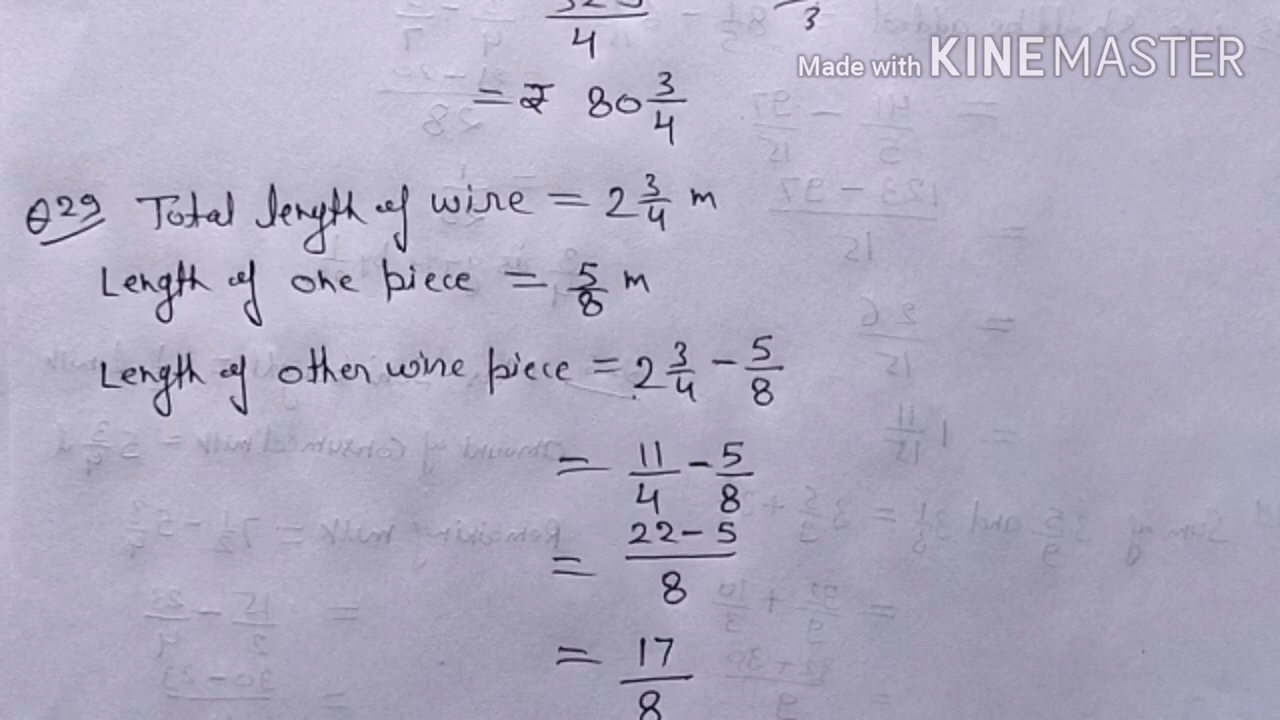 4
3
Made with KINEMASTER
= ₹ 80 3/4
Q29 Total length of wire = 2 3/4 m
Length of one piece = 5/8 m
Length of other wire piece = 2 3/4 - 5/8
= 11/4 - 5/8
= 22-5/8
= 17/8